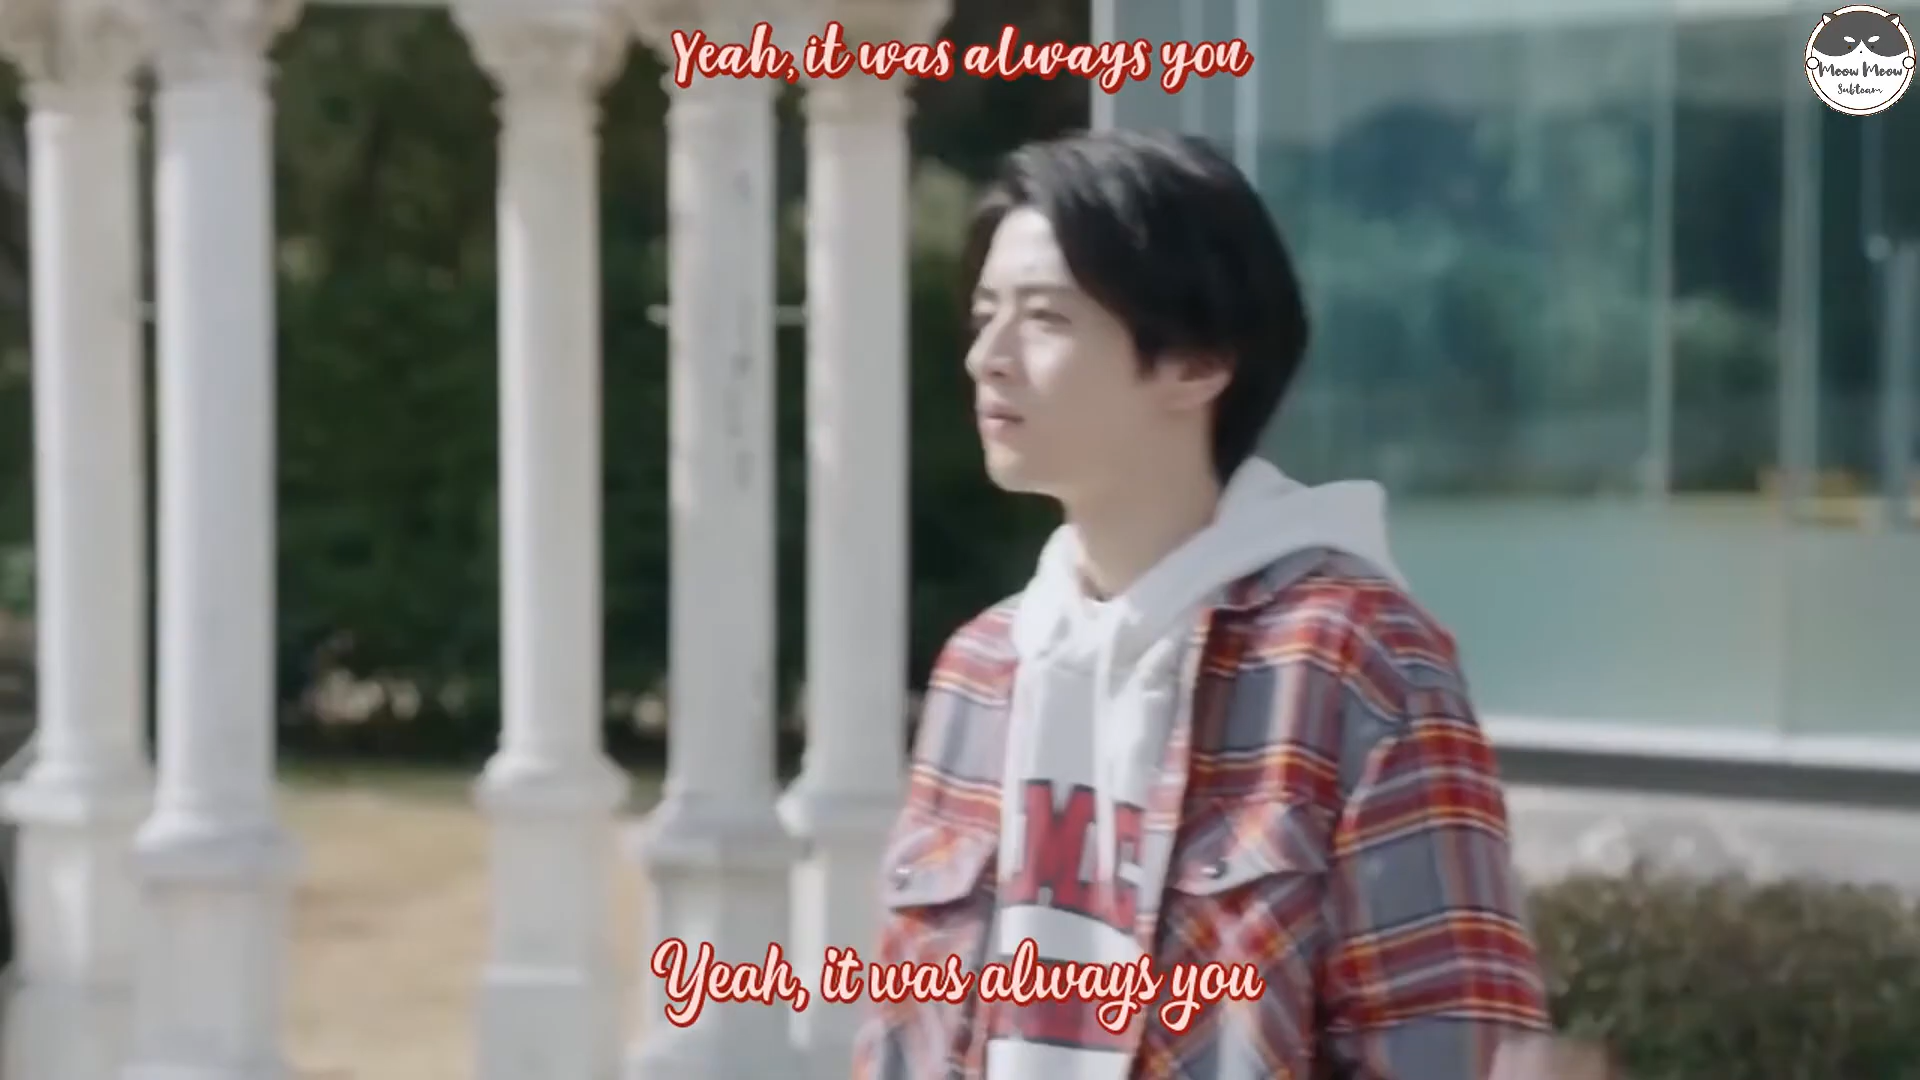 Yeah, it was always you
Meow Meow
Subteam
Yeah, it was always you